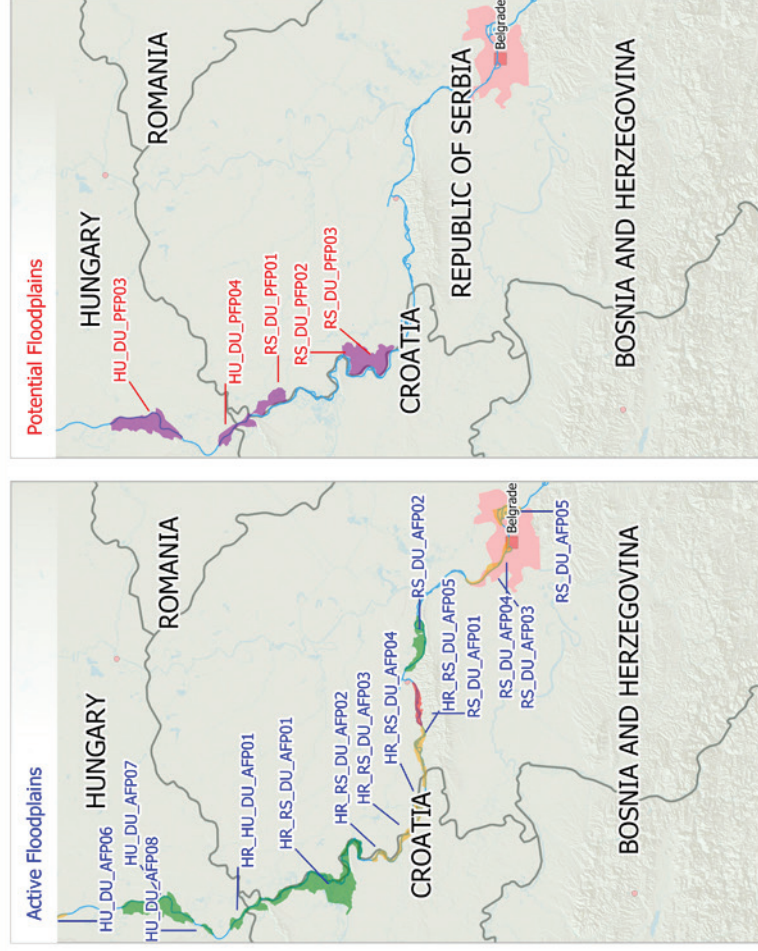 Active Floodplains
HUNGARY
HU_DU_AFP06
HU_DU_AFP07
HU_DU_AFP08
ROMANIA
HR_HU_DU_AFP01
HR_RS_DU_AFP01
HR_RS_DU_AFP02
HR_RS_DU_AFP03
HR_RS_DU_AFP04
CROATIA
RS_DU_AFP02
HR_RS_DU_AFP05
RS_DU_AFP01
RS_DU_AFP04
RS_DU_AFP03
Belgrade
RS_DU_AFP05
BOSNIA AND HERZEGOVINA
Potential Floodplains
HUNGARY
HU_DU_PFP03
ROMANIA
HU_DU_PFP04
RS_DU_PFP01
RS_DU_PFP02
RS_DU_PFP03
CROATIA
REPUBLIC OF SERBIA
Belgrade
BOSNIA AND HERZEGOVINA